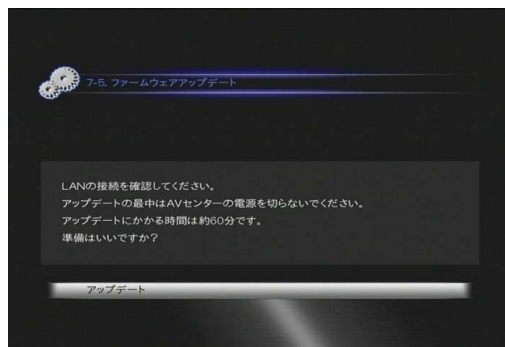 7-5. ファームウェアアップデート
LANの接続を確認してください。
アップデートの最中はAVセンターの電源を切らないでください。
アップデートにかかる時間は約60分です。
準備はいいですか？
アップデート